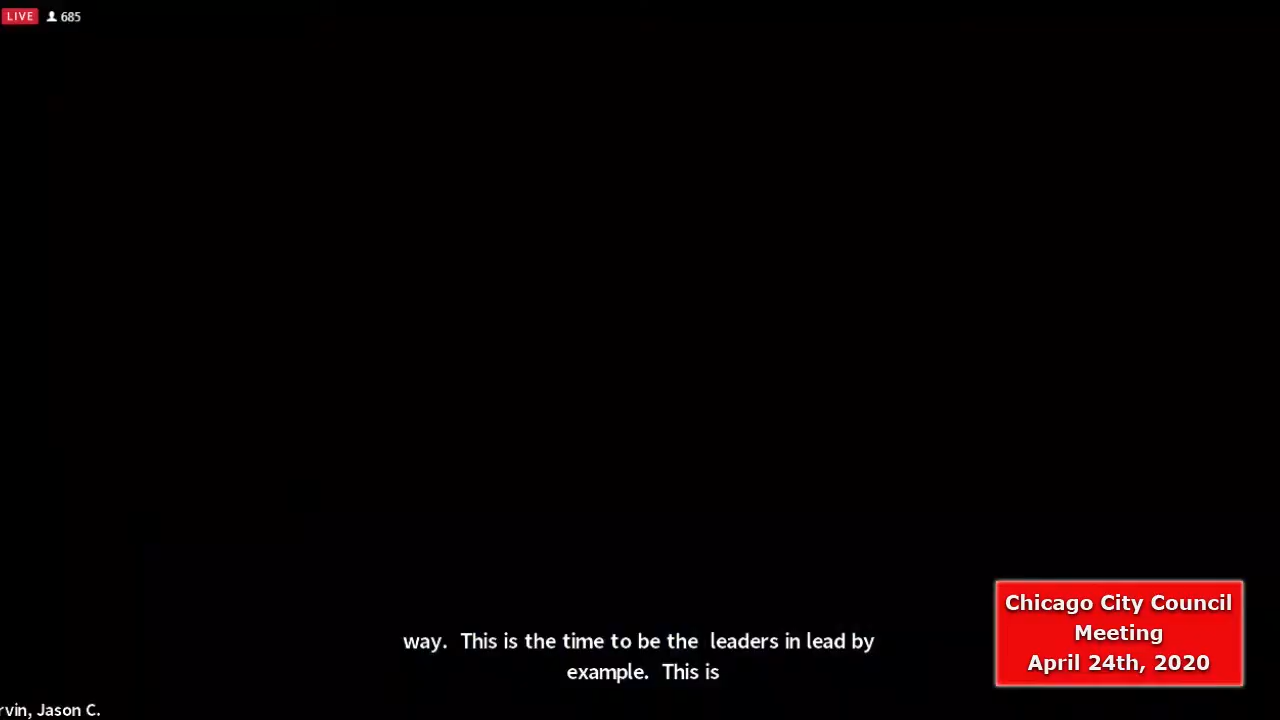 LIVE 685
way. This is the time to be the leaders in lead by
example. This is
Chicago City Council
Meeting
April 24th, 2020
rvin, Jason C.